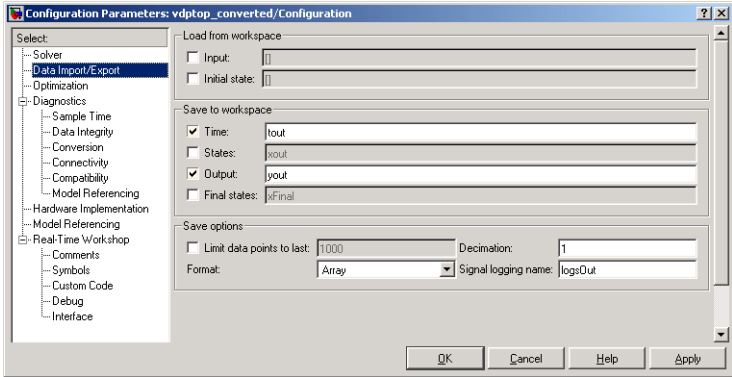 Configuration Parameters: vdptop_converted/Configuration
Select:
Solver
Data Import/Export
Optimization
Diagnostics
Sample Time
Data Integrity
Conversion
Connectivity
Compatibility
Model Referencing
Hardware Implementation
Model Referencing
Real-Time Workshop
Comments
Symbols
Custom Code
Debug
Interface
Load from workspace
Input: []
Initial state: []
Save to workspace
Time: tout
States: xout
Output: yout
Final states: xFinal
Save options
Limit data points to last: 1000 Decimation: 1
Format: Array Signal logging name: logsOut
OK Cancel Help Apply